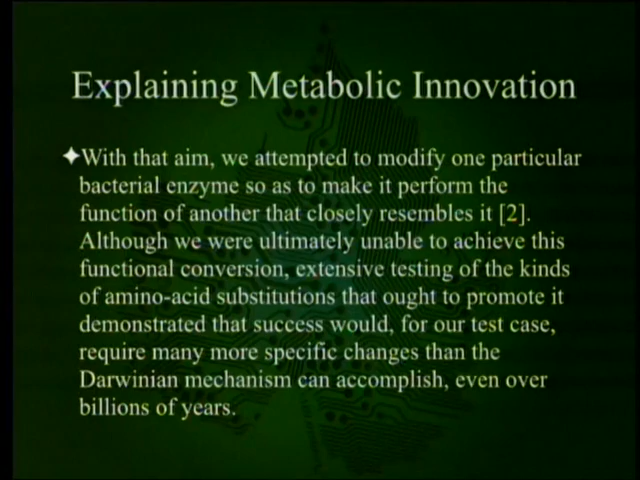 Explaining Metabolic Innovation
✦With that aim, we attempted to modify one particular
bacterial enzyme so as to make it perform the
function of another that closely resembles it [2].
Although we were ultimately unable to achieve this
functional conversion, extensive testing of the kinds
of amino-acid substitutions that ought to promote it
demonstrated that success would, for our test case,
require many more specific changes than the
Darwinian mechanism can accomplish, even over
billions of years.